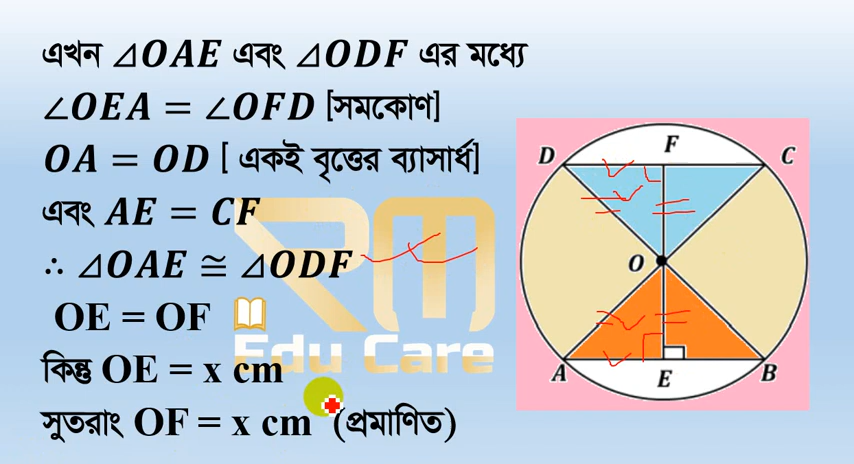 এখন ⊿OAE এবং ⊿ODF এর মধ্যে
∠OEA = ∠OFD [সমকোণ]
OA = OD [ একই বৃত্তের ব্যাসার্ধ]
এবং AE = CF
∴ ⊿OAE ≅ ⊿ODF
OE = OF
কিন্তু OE = x cm
সুতরাং OF = x cm (প্রমাণিত)
RM
Edu Care
D F C
O
A E B